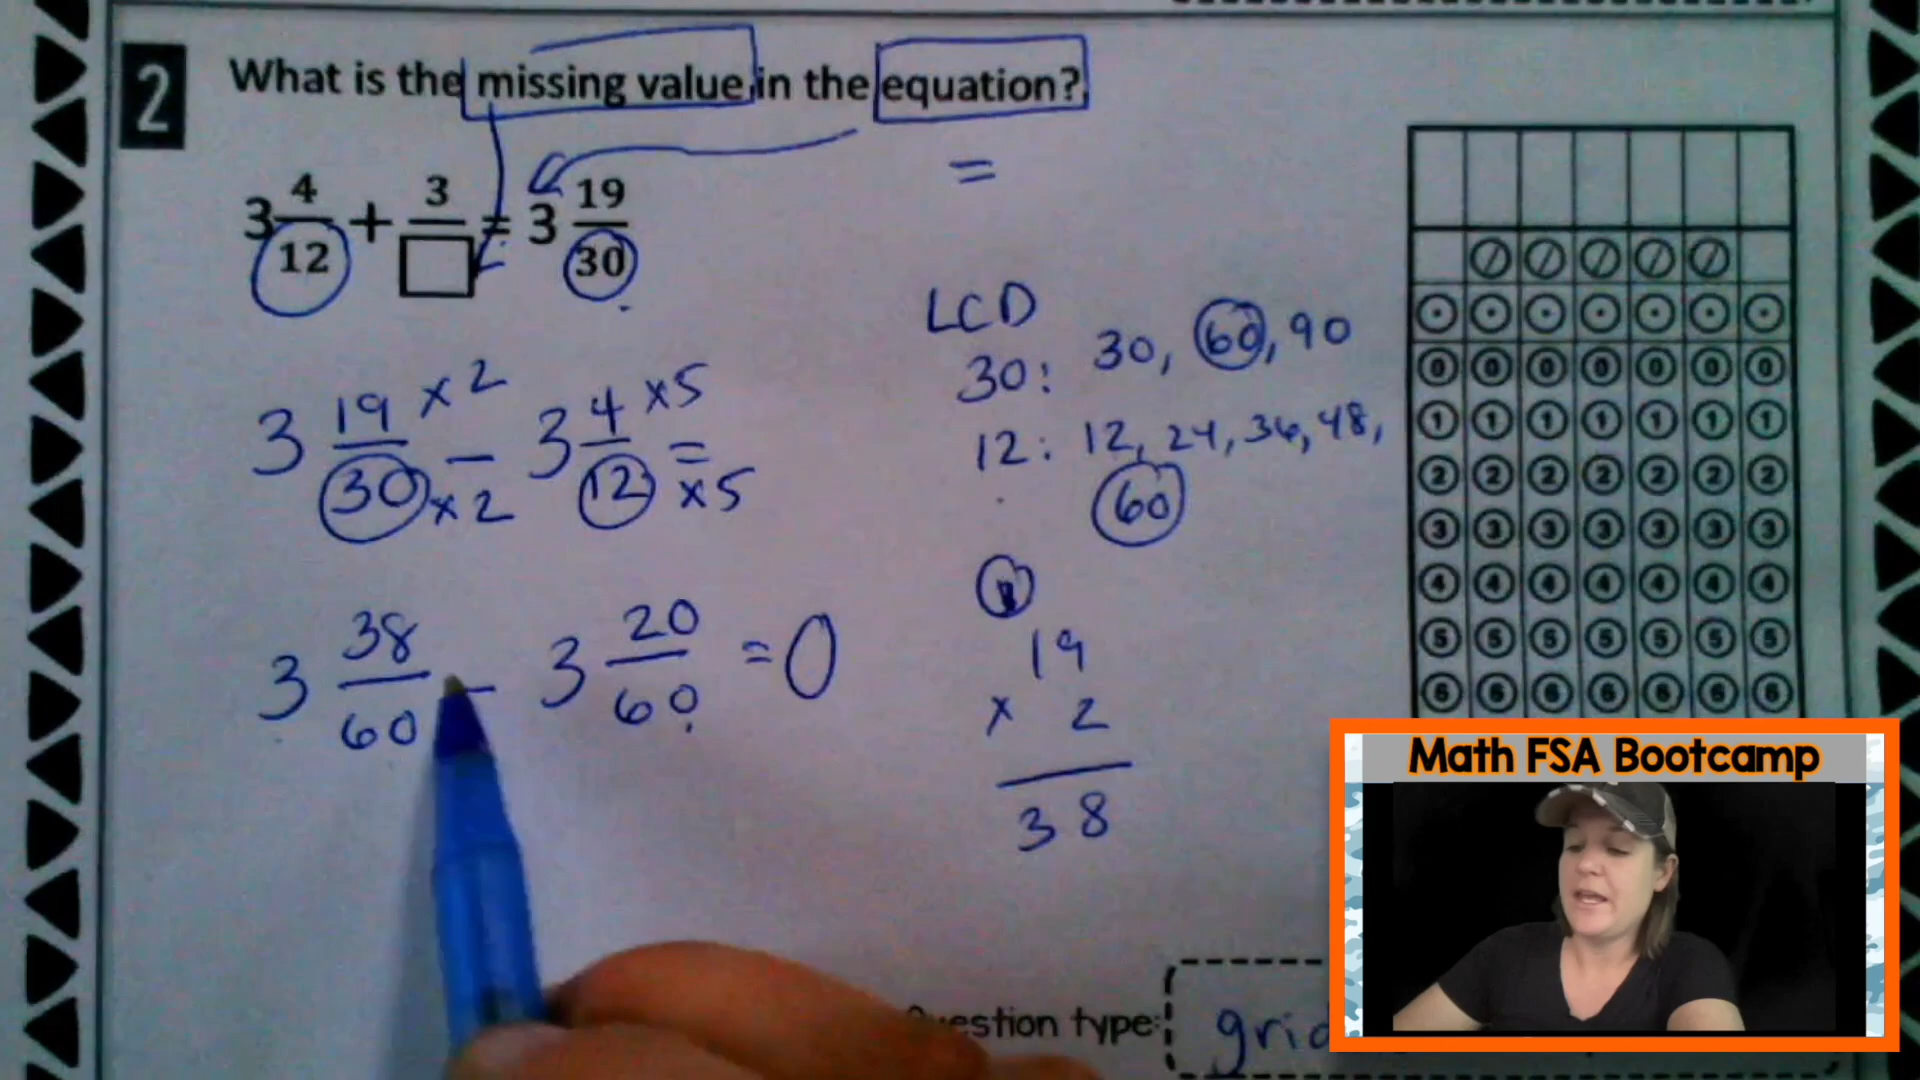 2
What is the missing value in the equation?
3 4/12 + 3/□ = 3 19/30
=
LCD
30: 30, 60, 90
12: 12, 24, 36, 48,
60
3 19/30 ×2/×2 − 3 4/12 ×5/×5 =
3 38/60 − 3 20/60 = 0
19
× 2
38
0 0 0 0 0 0 0
1 1 1 1 1 1 1
2 2 2 2 2 2 2
3 3 3 3 3 3 3
4 4 4 4 4 4 4
5 5 5 5 5 5 5
6 6 6 6 6 6 6
Math FSA Bootcamp
Question type: